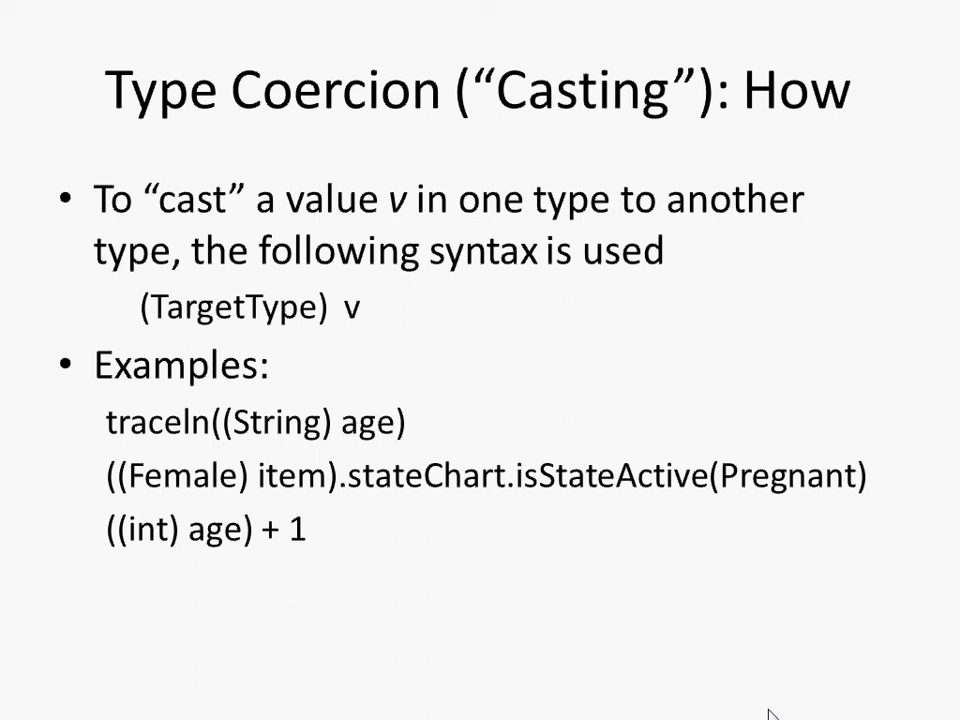 Type Coercion (“Casting”): How
• To “cast” a value v in one type to another
type, the following syntax is used
(TargetType) v
• Examples:
traceln((String) age)
((Female) item).stateChart.isStateActive(Pregnant)
((int) age) + 1